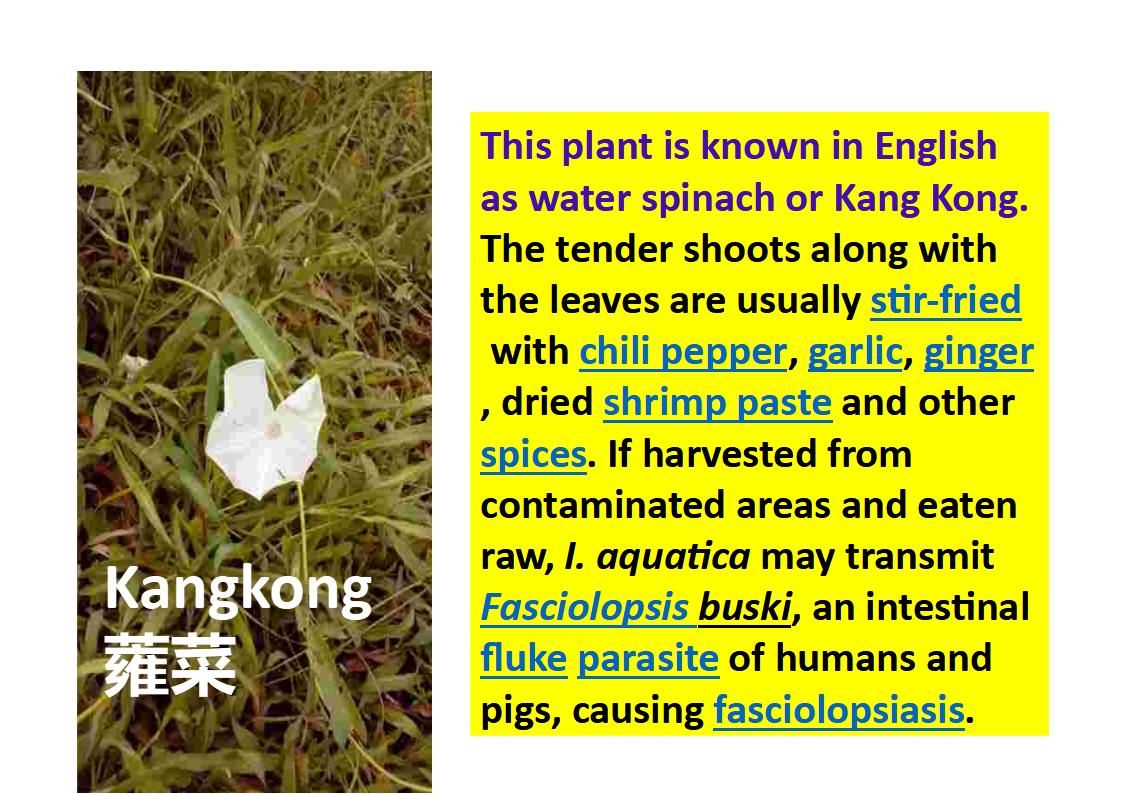 Kangkong
蕹菜
This plant is known in English
as water spinach or Kang Kong.
The tender shoots along with
the leaves are usually stir-fried
with chili pepper, garlic, ginger
, dried shrimp paste and other
spices. If harvested from
contaminated areas and eaten
raw, I. aquatica may transmit
Fasciolopsis buski, an intestinal
fluke parasite of humans and
pigs, causing fasciolopsiasis.